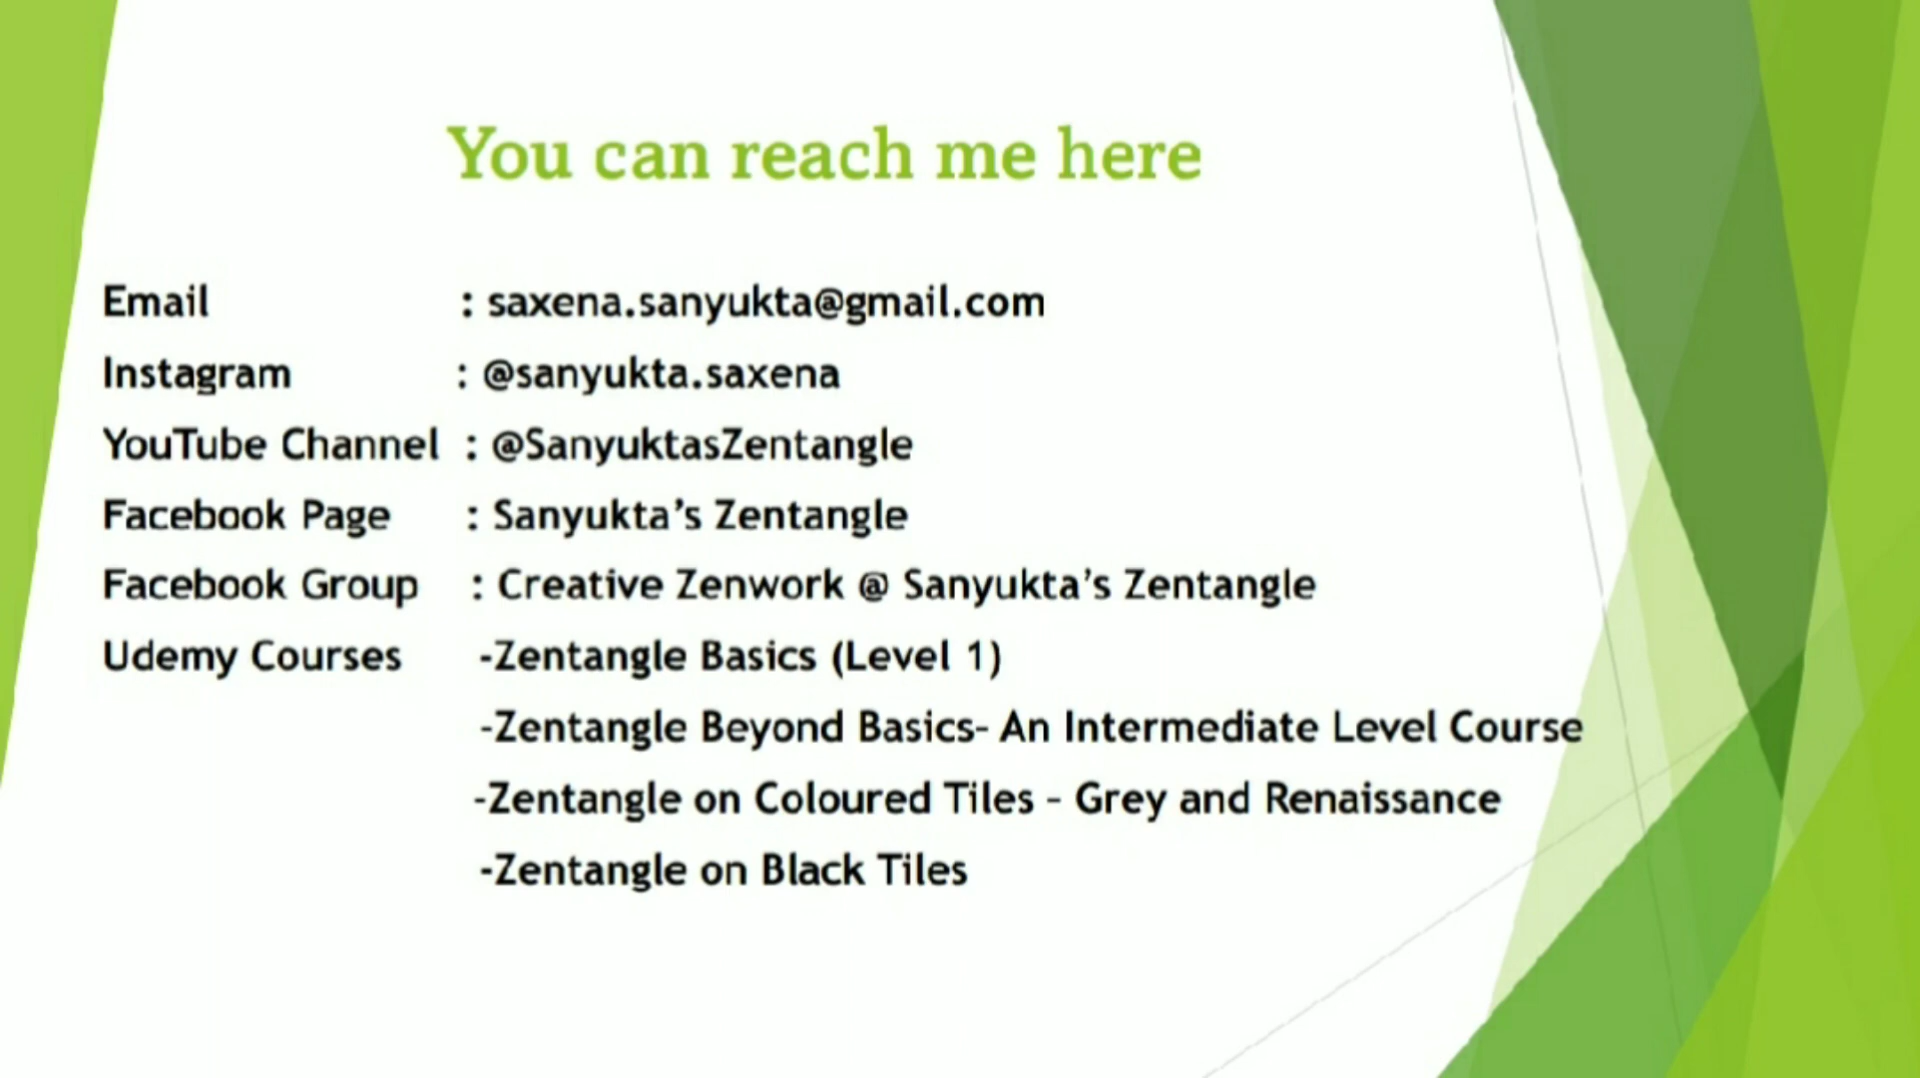 You can reach me here
Email : saxena.sanyukta@gmail.com
Instagram : @sanyukta.saxena
YouTube Channel : @SanyuktasZentangle
Facebook Page : Sanyukta’s Zentangle
Facebook Group : Creative Zenwork @ Sanyukta’s Zentangle
Udemy Courses -Zentangle Basics (Level 1)
-Zentangle Beyond Basics- An Intermediate Level Course
-Zentangle on Coloured Tiles - Grey and Renaissance
-Zentangle on Black Tiles